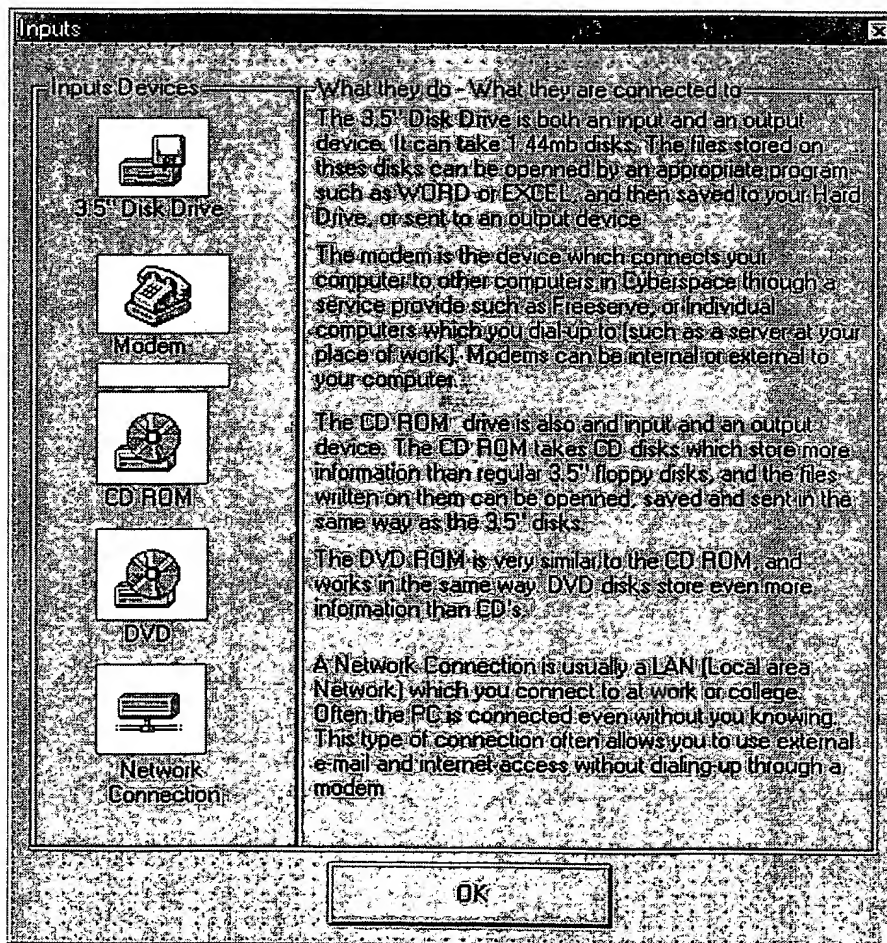 Inputs
Inputs Devices
3.5" Disk Drive
Modem
CD ROM
DVD
Network
Connection
What they do - What they are connected to
The 3.5" Disk Drive is both an input and an output
device. It can take 1.44mb disks. The files stored on
thses disks can be openned by an appropriate program
such as WORD or EXCEL, and then saved to your Hard
Drive, or sent to an output device.
The modem is the device which connects your
computer to other computers in Cyberspace through a
service provide such as Freeserve, or Individual
computers which you dial-up to (such as a server at your
place of work). Modems can be internal or external to
your computer.
The CD ROM drive is also and input and an output
device. The CD ROM takes CD disks which store more
information than regular 3.5" floppy disks, and the files
written on them can be openned, saved and sent in the
same way as the 3.5" disks.
The DVD ROM is very similar to the CD ROM, and
works in the same way. DVD disks store even more
information than CD's.
A Network Connection is usually a LAN (Local area
Network) which you connect to at work or college.
Often the PC is connected even without you knowing.
This type of connection often allows you to use external
e-mail and internet access without dialing up through a
modem
OK